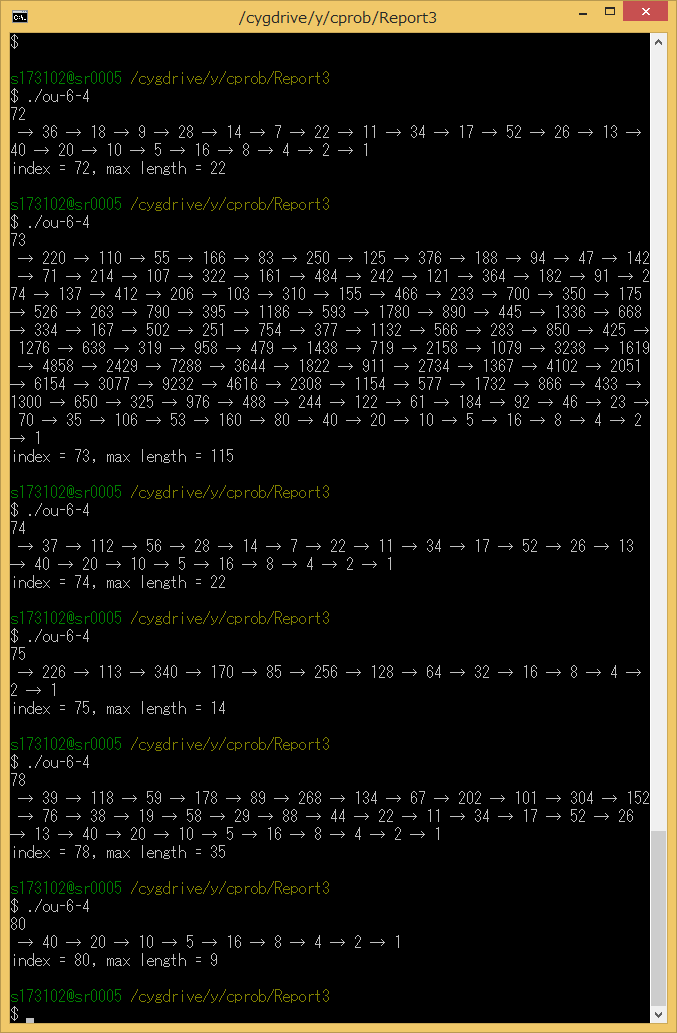 /cygdrive/y/cprob/Report3
$
s173102@sr0005 /cygdrive/y/cprob/Report3
$ ./ou-6-4
72
→ 36 → 18 → 9 → 28 → 14 → 7 → 22 → 11 → 34 → 17 → 52 → 26 → 13 →
40 → 20 → 10 → 5 → 16 → 8 → 4 → 2 → 1
index = 72, max length = 22
s173102@sr0005 /cygdrive/y/cprob/Report3
$ ./ou-6-4
73
→ 220 → 110 → 55 → 166 → 83 → 250 → 125 → 376 → 188 → 94 → 47 → 142
→ 71 → 214 → 107 → 322 → 161 → 484 → 242 → 121 → 364 → 182 → 91 → 2
74 → 137 → 412 → 206 → 103 → 310 → 155 → 466 → 233 → 700 → 350 → 175
→ 526 → 263 → 790 → 395 → 1186 → 593 → 1780 → 890 → 445 → 1336 → 668
→ 334 → 167 → 502 → 251 → 754 → 377 → 1132 → 566 → 283 → 850 → 425 →
1276 → 638 → 319 → 958 → 479 → 1438 → 719 → 2158 → 1079 → 3238 → 1619
→ 4858 → 2429 → 7288 → 3644 → 1822 → 911 → 2734 → 1367 → 4102 → 2051
→ 6154 → 3077 → 9232 → 4616 → 2308 → 1154 → 577 → 1732 → 866 → 433 →
1300 → 650 → 325 → 976 → 488 → 244 → 122 → 61 → 184 → 92 → 46 → 23 →
70 → 35 → 106 → 53 → 160 → 80 → 40 → 20 → 10 → 5 → 16 → 8 → 4 → 2
→ 1
index = 73, max length = 115
s173102@sr0005 /cygdrive/y/cprob/Report3
$ ./ou-6-4
74
→ 37 → 112 → 56 → 28 → 14 → 7 → 22 → 11 → 34 → 17 → 52 → 26 → 13
→ 40 → 20 → 10 → 5 → 16 → 8 → 4 → 2 → 1
index = 74, max length = 22
s173102@sr0005 /cygdrive/y/cprob/Report3
$ ./ou-6-4
75
→ 226 → 113 → 340 → 170 → 85 → 256 → 128 → 64 → 32 → 16 → 8 → 4 →
2 → 1
index = 75, max length = 14
s173102@sr0005 /cygdrive/y/cprob/Report3
$ ./ou-6-4
78
→ 39 → 118 → 59 → 178 → 89 → 268 → 134 → 67 → 202 → 101 → 304 → 152
→ 76 → 38 → 19 → 58 → 29 → 88 → 44 → 22 → 11 → 34 → 17 → 52 → 26
→ 13 → 40 → 20 → 10 → 5 → 16 → 8 → 4 → 2 → 1
index = 78, max length = 35
s173102@sr0005 /cygdrive/y/cprob/Report3
$ ./ou-6-4
80
→ 40 → 20 → 10 → 5 → 16 → 8 → 4 → 2 → 1
index = 80, max length = 9
s173102@sr0005 /cygdrive/y/cprob/Report3
$